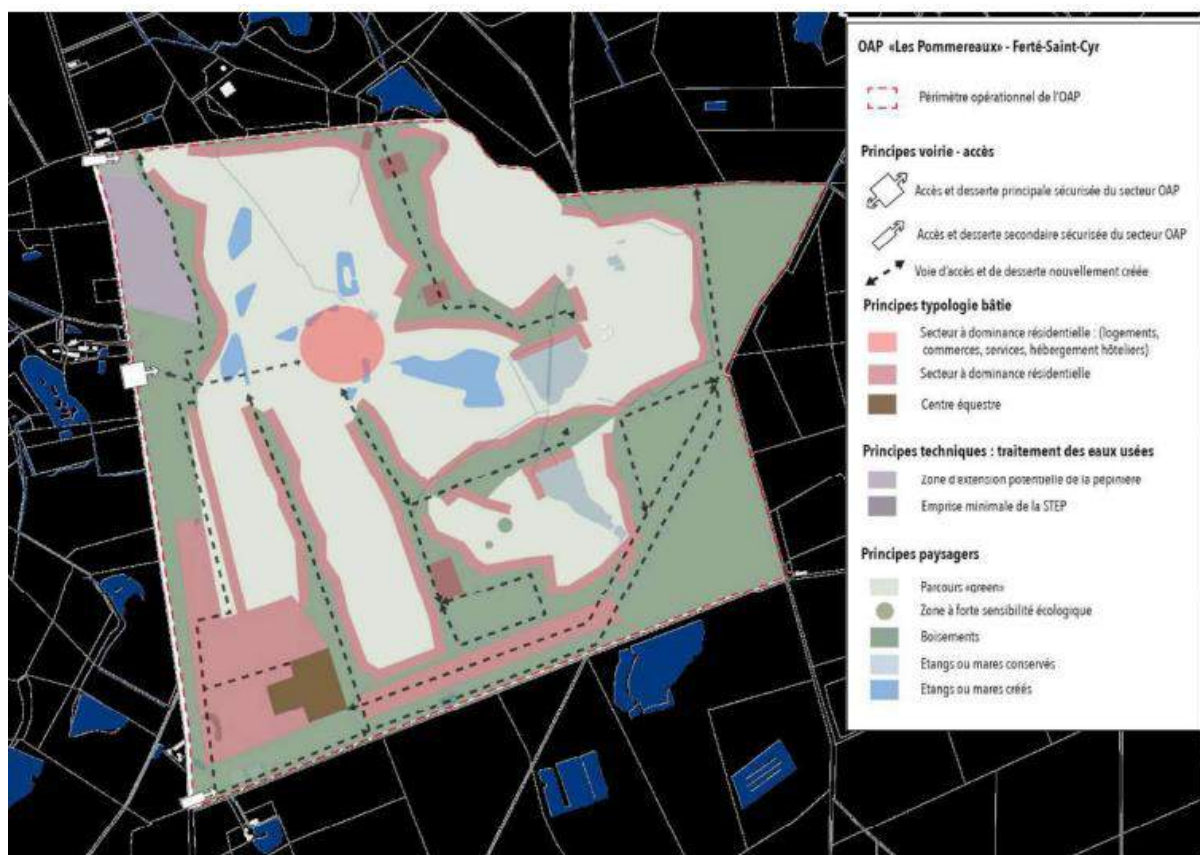 OAP «Les Pommereaux» - Ferté-Saint-Cyr
Périmètre opérationnel de l'OAP
Principes voirie - accès
Accès et desserte principale sécurisée du secteur OAP
Accès et desserte secondaire sécurisée du secteur OAP
Voie d'accès et de desserte nouvellement créée
Principes typologie bâtie
Secteur à dominance résidentielle : (logements,
commerces, services, hébergement hôteliers)
Secteur à dominance résidentielle
Centre équestre
Principes techniques : traitement des eaux usées
Zone d'extension potentielle de la pepinière
Emprise minimale de la STEP
Principes paysagers
Parcours «green»
Zone à forte sensibilité écologique
Boisements
Etangs ou mares conservés
Etangs ou mares créés